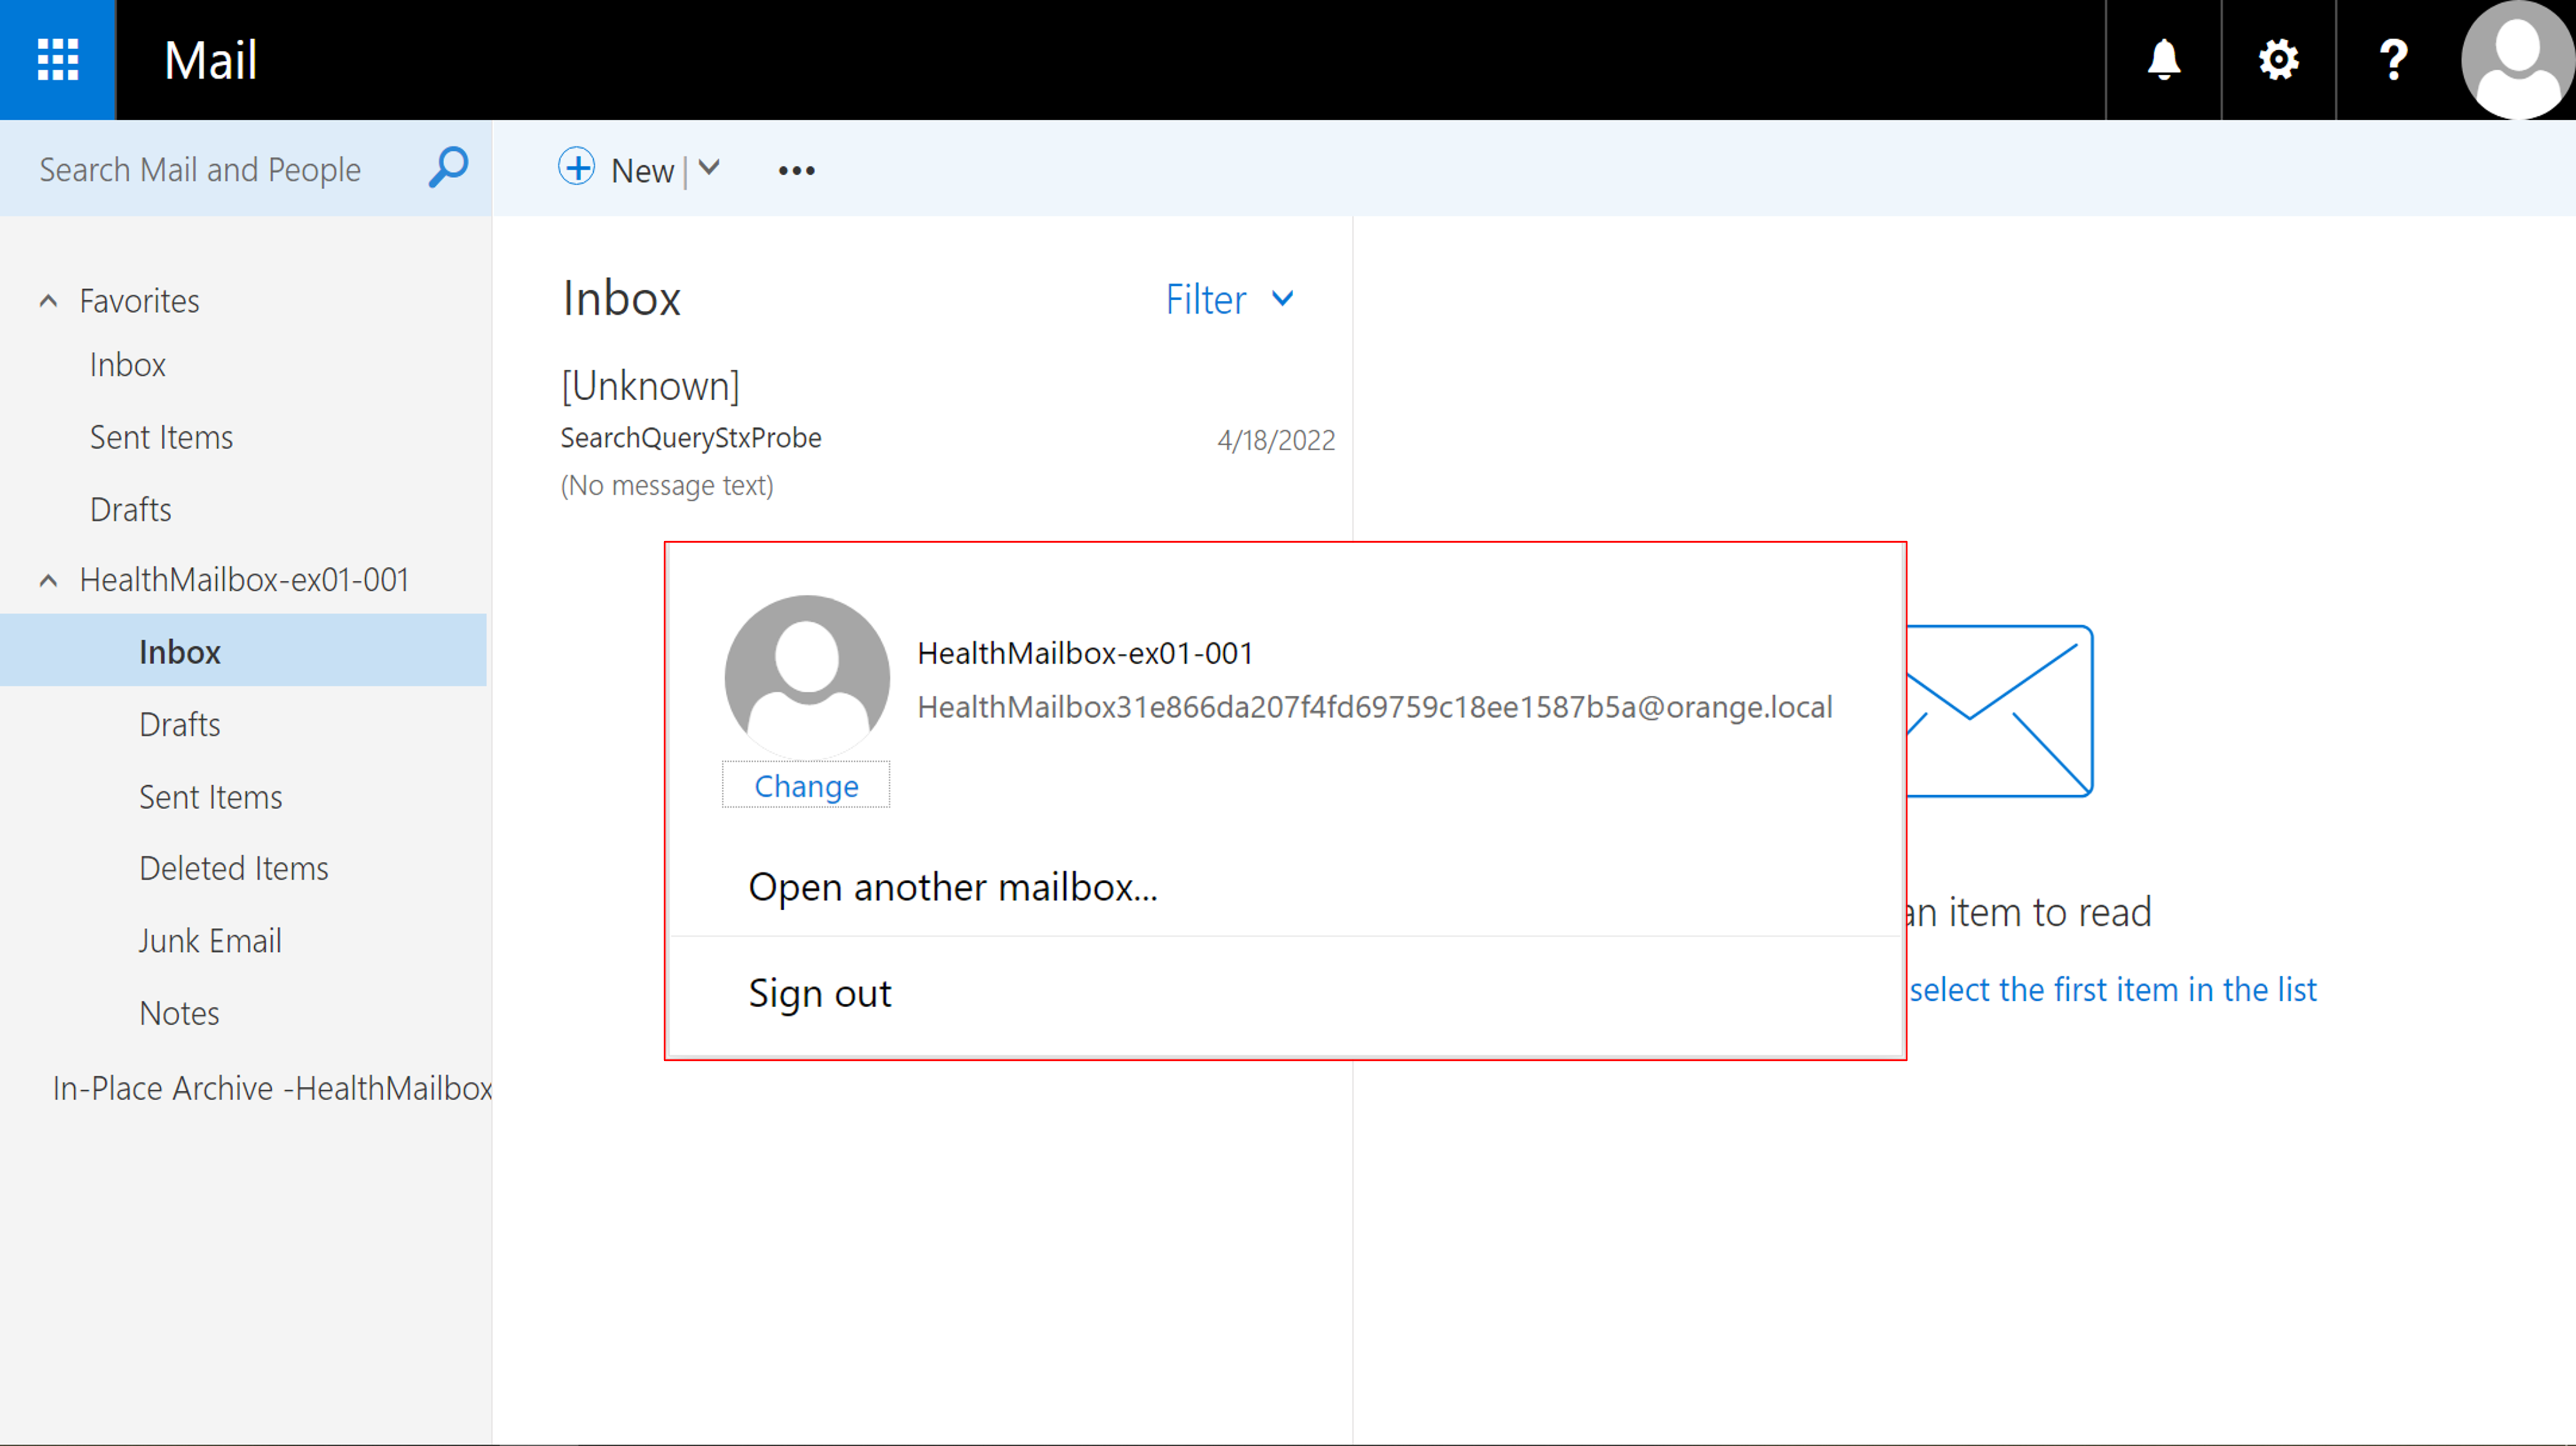 Mail
Search Mail and People
New
Favorites
Inbox
Sent Items
Drafts
HealthMailbox-ex01-001
Inbox
Drafts
Sent Items
Deleted Items
Junk Email
Notes
In-Place Archive -HealthMailbox
Inbox
Filter
[Unknown]
SearchQueryStxProbe
4/18/2022
(No message text)
HealthMailbox-ex01-001
HealthMailbox31e866da207f4fd69759c18ee1587b5a@orange.local
Change
Open another mailbox...
Sign out
an item to read
select the first item in the list